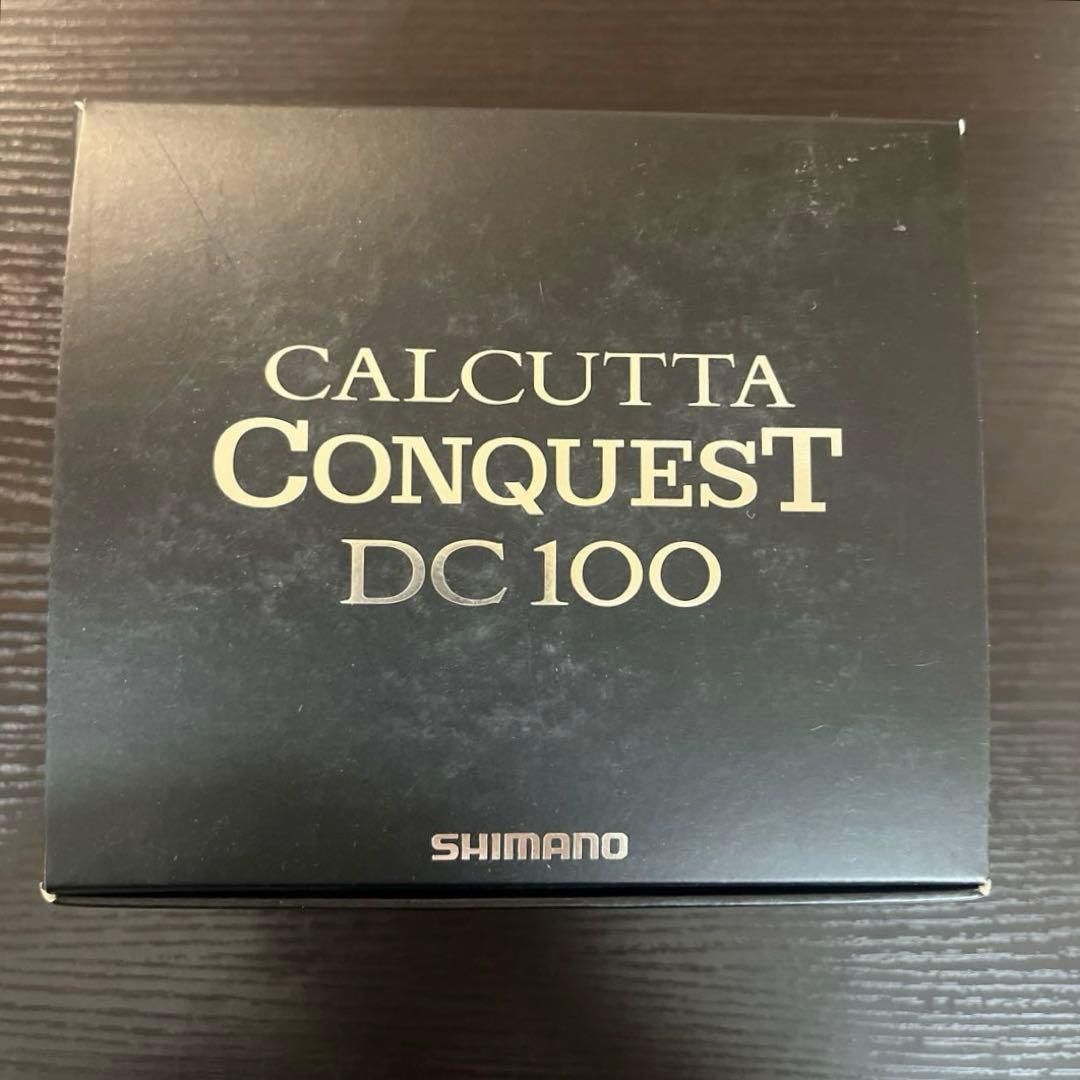 CALCUTTA
CONQUEST
DC 100
SHIMANO